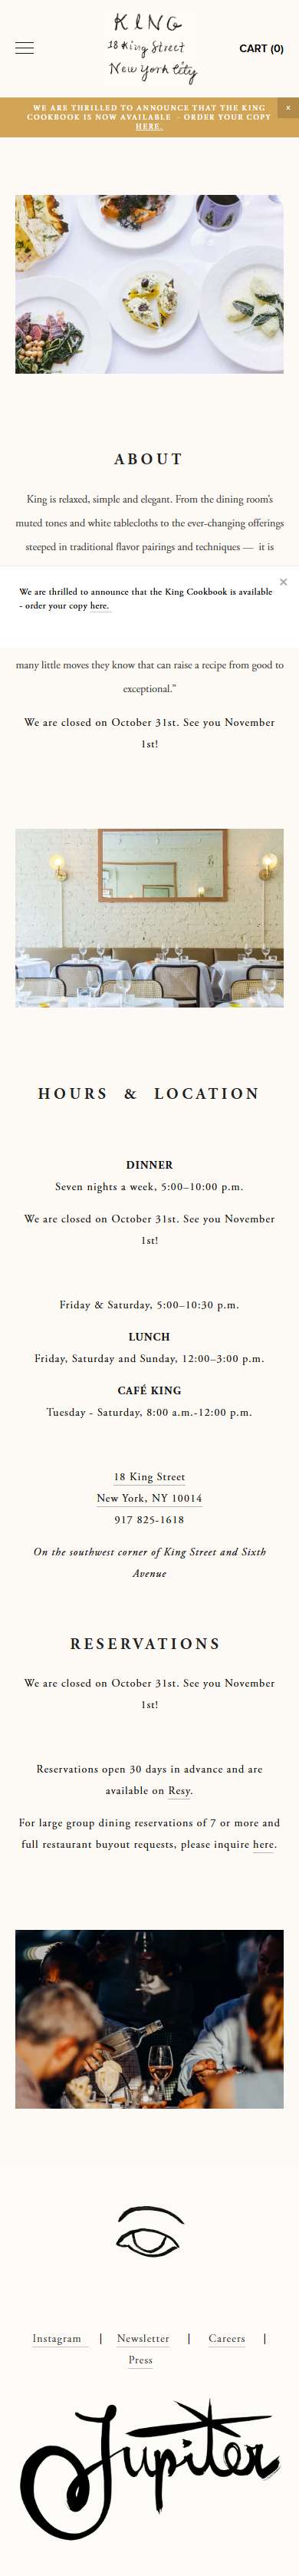 KING
18 King Street
New York City
CART (0)
WE ARE THRILLED TO ANNOUNCE THAT THE KING
COOKBOOK IS NOW AVAILABLE - ORDER YOUR COPY
HERE.
×
ABOUT
King is relaxed, simple and elegant. From the dining room's
muted tones and white tablecloths to the ever-changing offerings
steeped in traditional flavor pairings and techniques — it is
We are thrilled to announce that the King Cookbook is available
- order your copy here.
×
many little moves they know that can raise a recipe from good to
exceptional.”
We are closed on October 31st. See you November
1st!
HOURS & LOCATION
DINNER
Seven nights a week, 5:00–10:00 p.m.
We are closed on October 31st. See you November
1st!
Friday & Saturday, 5:00–10:30 p.m.
LUNCH
Friday, Saturday and Sunday, 12:00–3:00 p.m.
CAFÉ KING
Tuesday - Saturday, 8:00 a.m.-12:00 p.m.
18 King Street
New York, NY 10014
917 825-1618
On the southwest corner of King Street and Sixth
Avenue
RESERVATIONS
We are closed on October 31st. See you November
1st!
Reservations open 30 days in advance and are
available on Resy.
For large group dining reservations of 7 or more and
full restaurant buyout requests, please inquire here.
Instagram | Newsletter | Careers |
Press
Jupiter